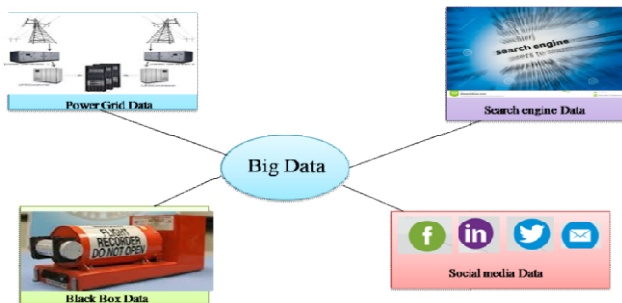 Power Grid Data
search engine
Search engine Data
Big Data
FLIGHT
RECORDER
DO NOT OPEN
Black Box Data
f in
Social media Data